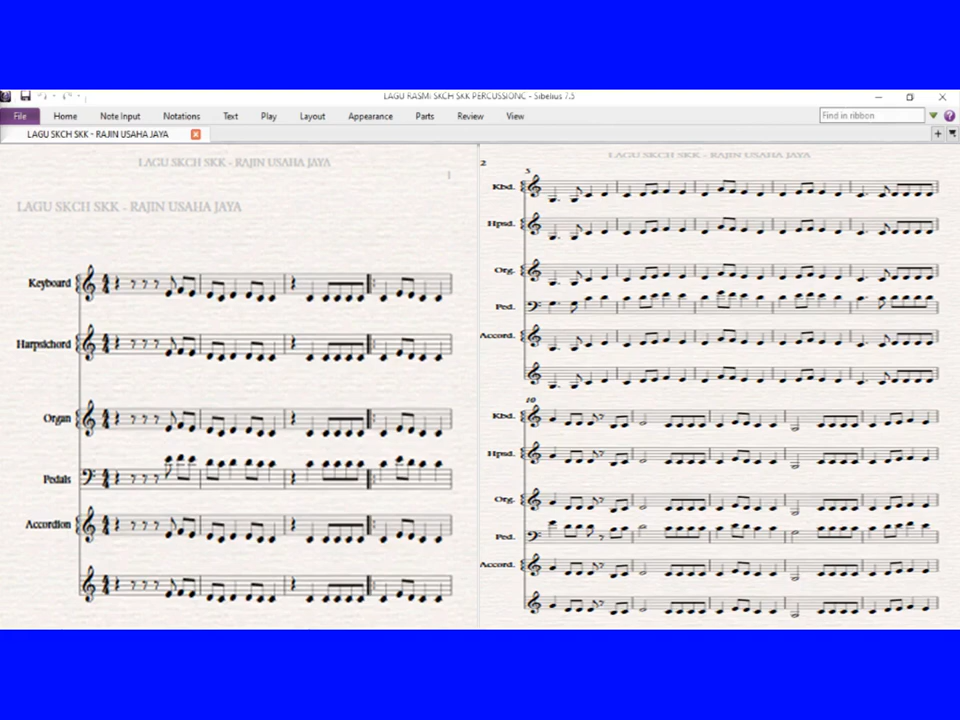 LAGU RASMI SKCH SKK PERCUSSIONC - Sibelius 7.5
File Home Note Input Notations Text Play Layout Appearance Parts Review View Find in ribbon
LAGU SKCH SKK - RAJIN USAHA JAYA
LAGU SKCH SKK - RAJIN USAHA JAYA
1
LAGU SKCH SKK - RAJIN USAHA JAYA
Keyboard
Harpsichord
Organ
Pedals
Accordion
LAGU SKCH SKK - RAJIN USAHA JAYA
2
Kbd.
Hpsd.
Org.
Ped.
Accord.
10
Kbd.
Hpsd.
Org.
Ped.
Accord.